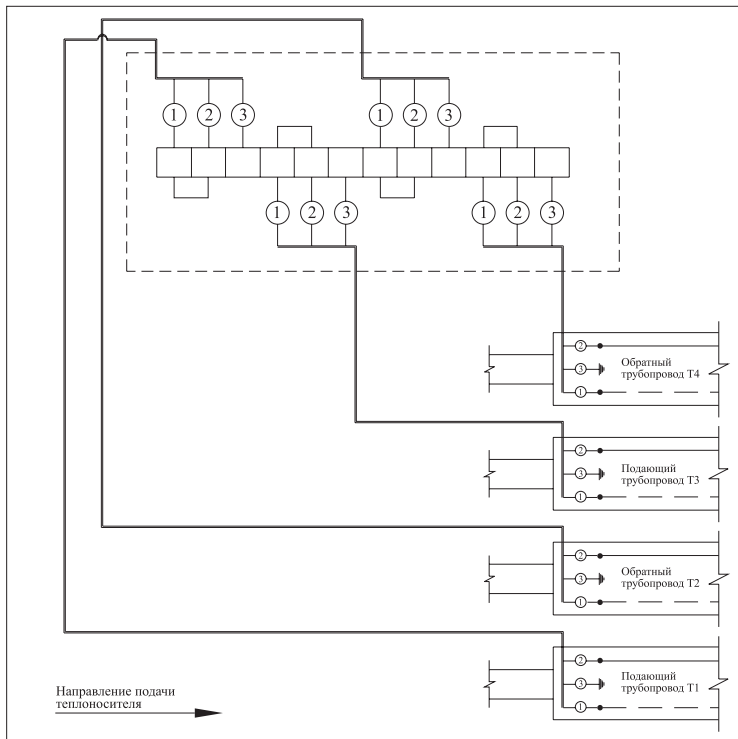 1 2 3 1 2 3
1 2 3 1 2 3
2
3 Обратный
трубопровод Т4
1
2
3 Подающий
трубопровод Т3
1
2
3 Обратный
трубопровод Т2
1
2
3 Подающий
трубопровод Т1
1
Направление подачи
теплоносителя